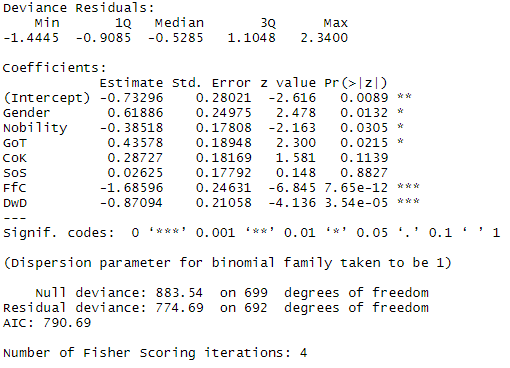 Deviance Residuals:
    Min       1Q   Median       3Q      Max
-1.4445  -0.9085  -0.5285   1.1048   2.3400

Coefficients:
            Estimate Std. Error z value Pr(>|z|)
(Intercept) -0.73296    0.28021  -2.616   0.0089 **
Gender       0.61886    0.24975   2.478   0.0132 *
Nobility    -0.38518    0.17808  -2.163   0.0305 *
GoT          0.43578    0.18948   2.300   0.0215 *
CoK          0.28727    0.18169   1.581   0.1139
SoS          0.02625    0.17792   0.148   0.8827
FfC         -1.68596    0.24631  -6.845 7.65e-12 ***
DwD         -0.87094    0.21058  -4.136 3.54e-05 ***
---
Signif. codes:  0 ‘***’ 0.001 ‘**’ 0.01 ‘*’ 0.05 ‘.’ 0.1 ‘ ’ 1

(Dispersion parameter for binomial family taken to be 1)

    Null deviance: 883.54  on 699  degrees of freedom
Residual deviance: 774.69  on 692  degrees of freedom
AIC: 790.69

Number of Fisher Scoring iterations: 4